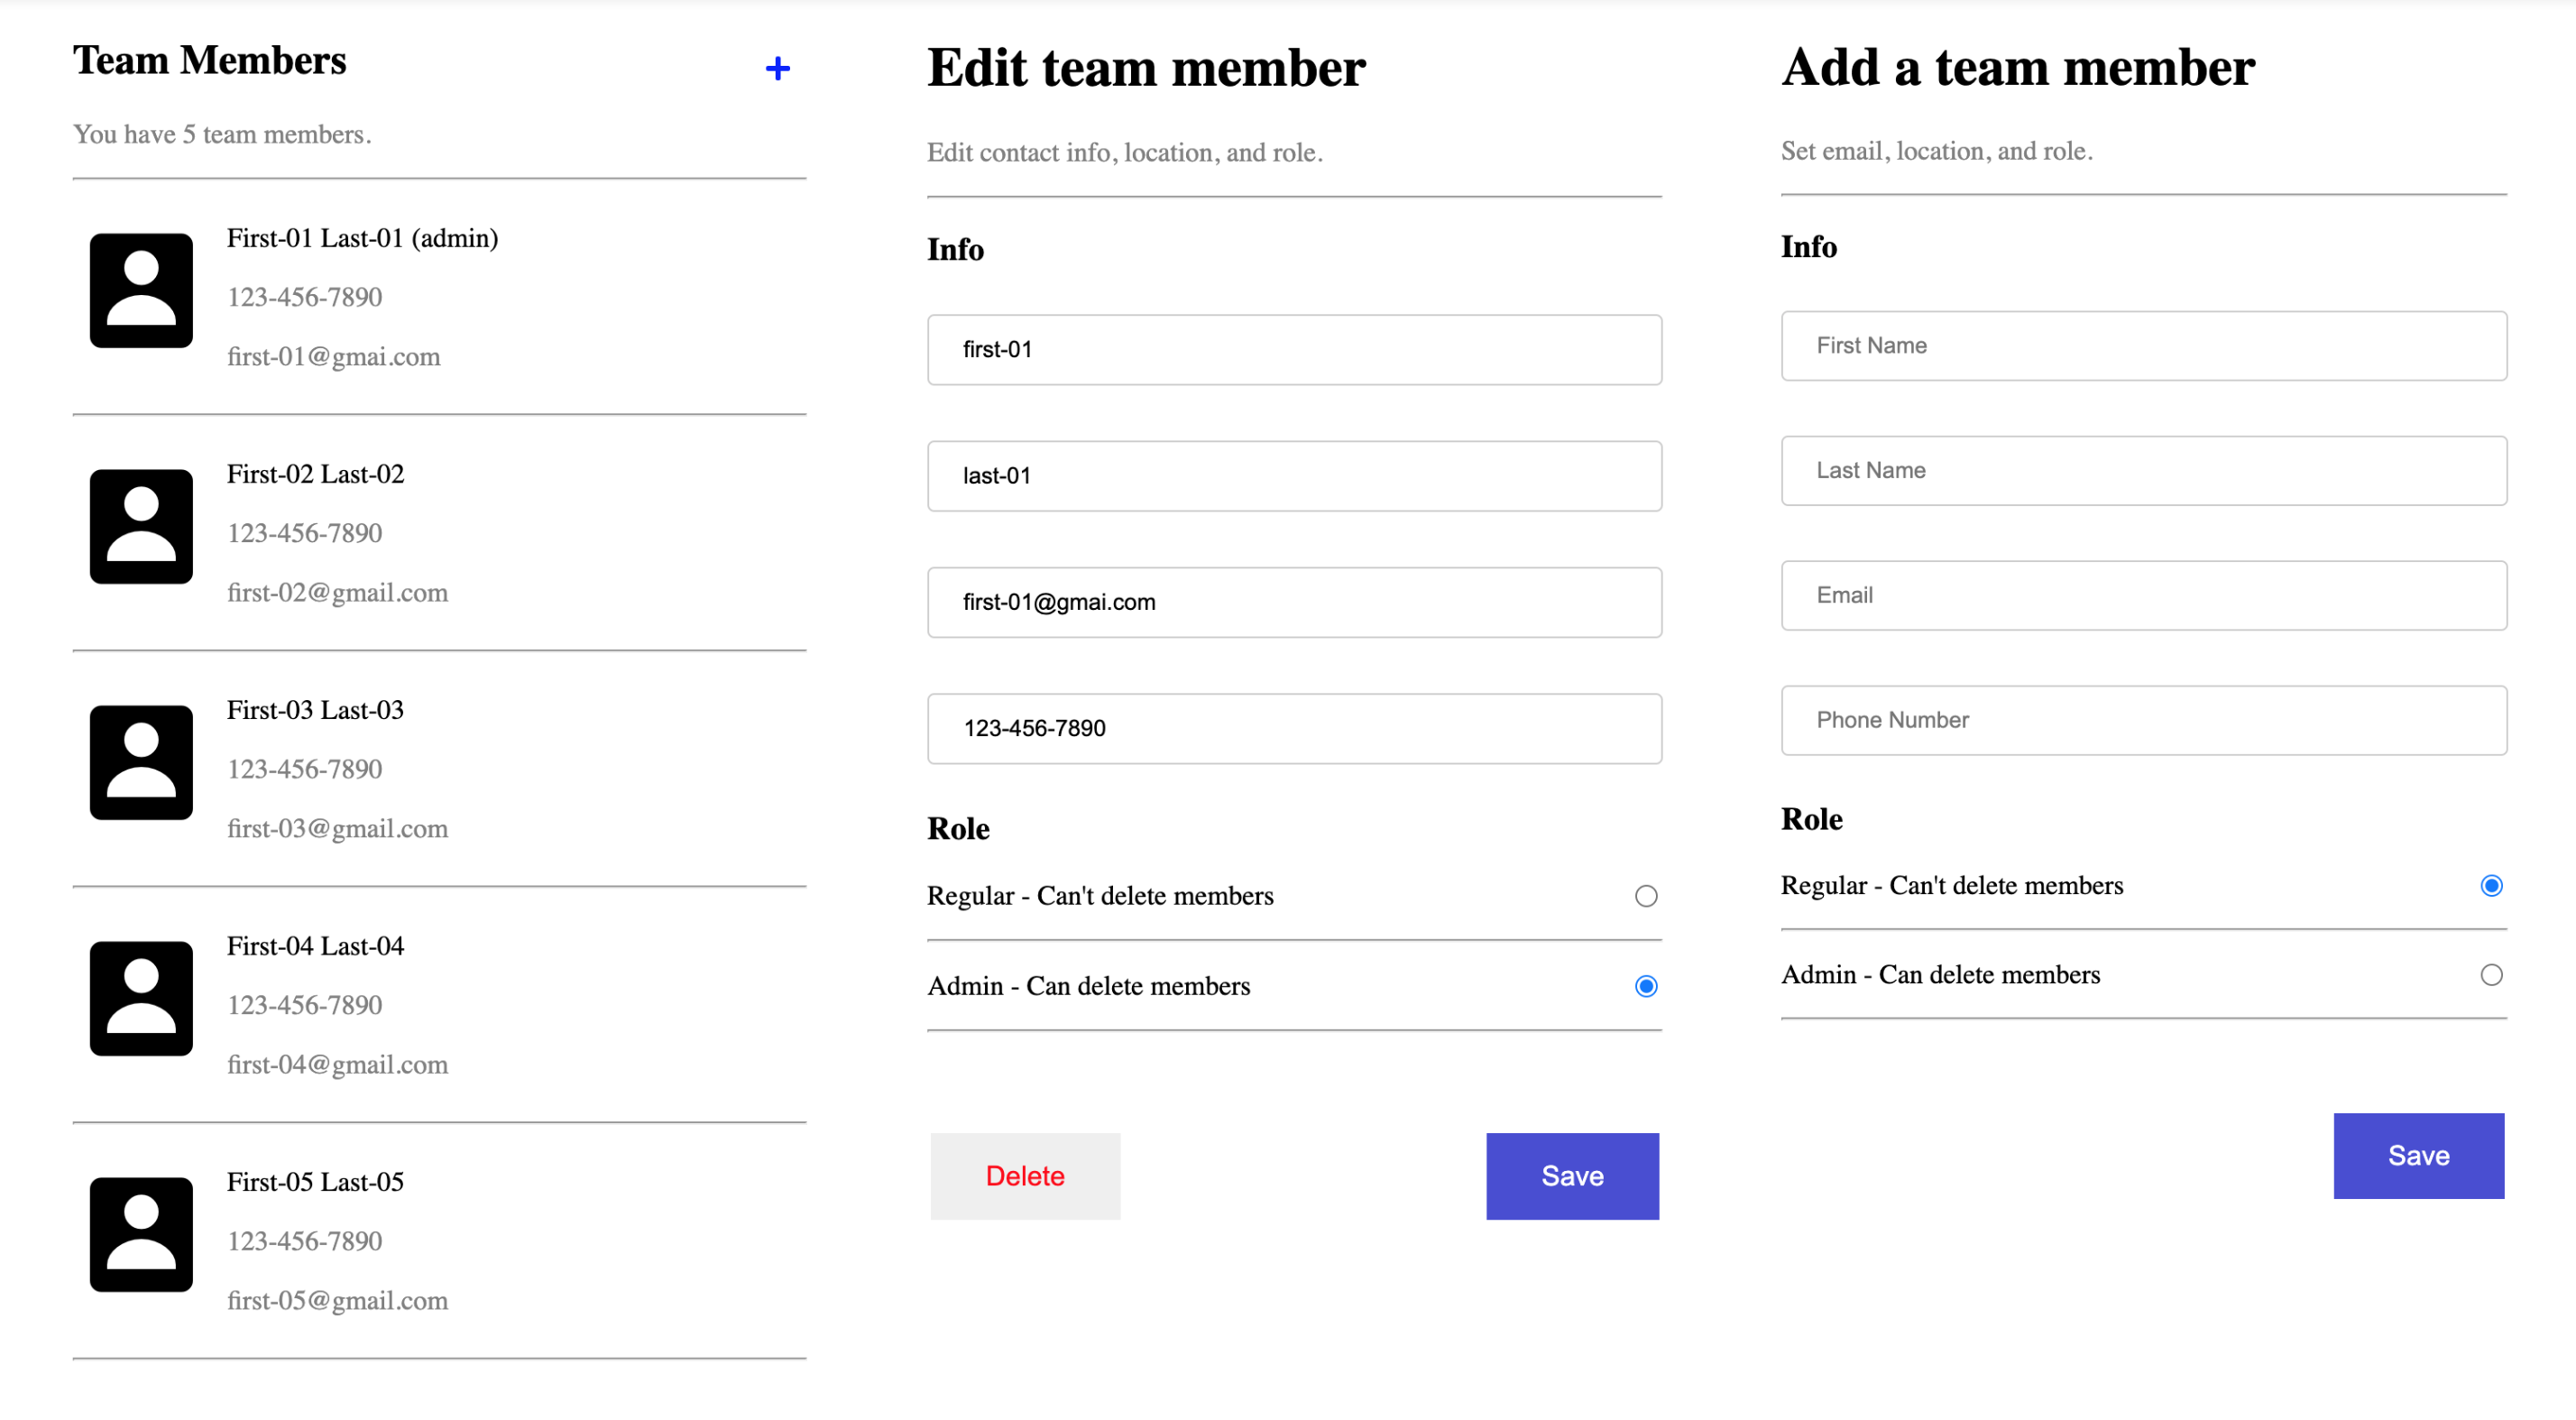 Team Members
+
You have 5 team members.
First-01 Last-01 (admin)
123-456-7890
first-01@gmai.com
First-02 Last-02
123-456-7890
first-02@gmail.com
First-03 Last-03
123-456-7890
first-03@gmail.com
First-04 Last-04
123-456-7890
first-04@gmail.com
First-05 Last-05
123-456-7890
first-05@gmail.com
Edit team member
Edit contact info, location, and role.
Info
first-01
last-01
first-01@gmai.com
123-456-7890
Role
Regular - Can't delete members
Admin - Can delete members
Delete
Save
Add a team member
Set email, location, and role.
Info
First Name
Last Name
Email
Phone Number
Role
Regular - Can't delete members
Admin - Can delete members
Save